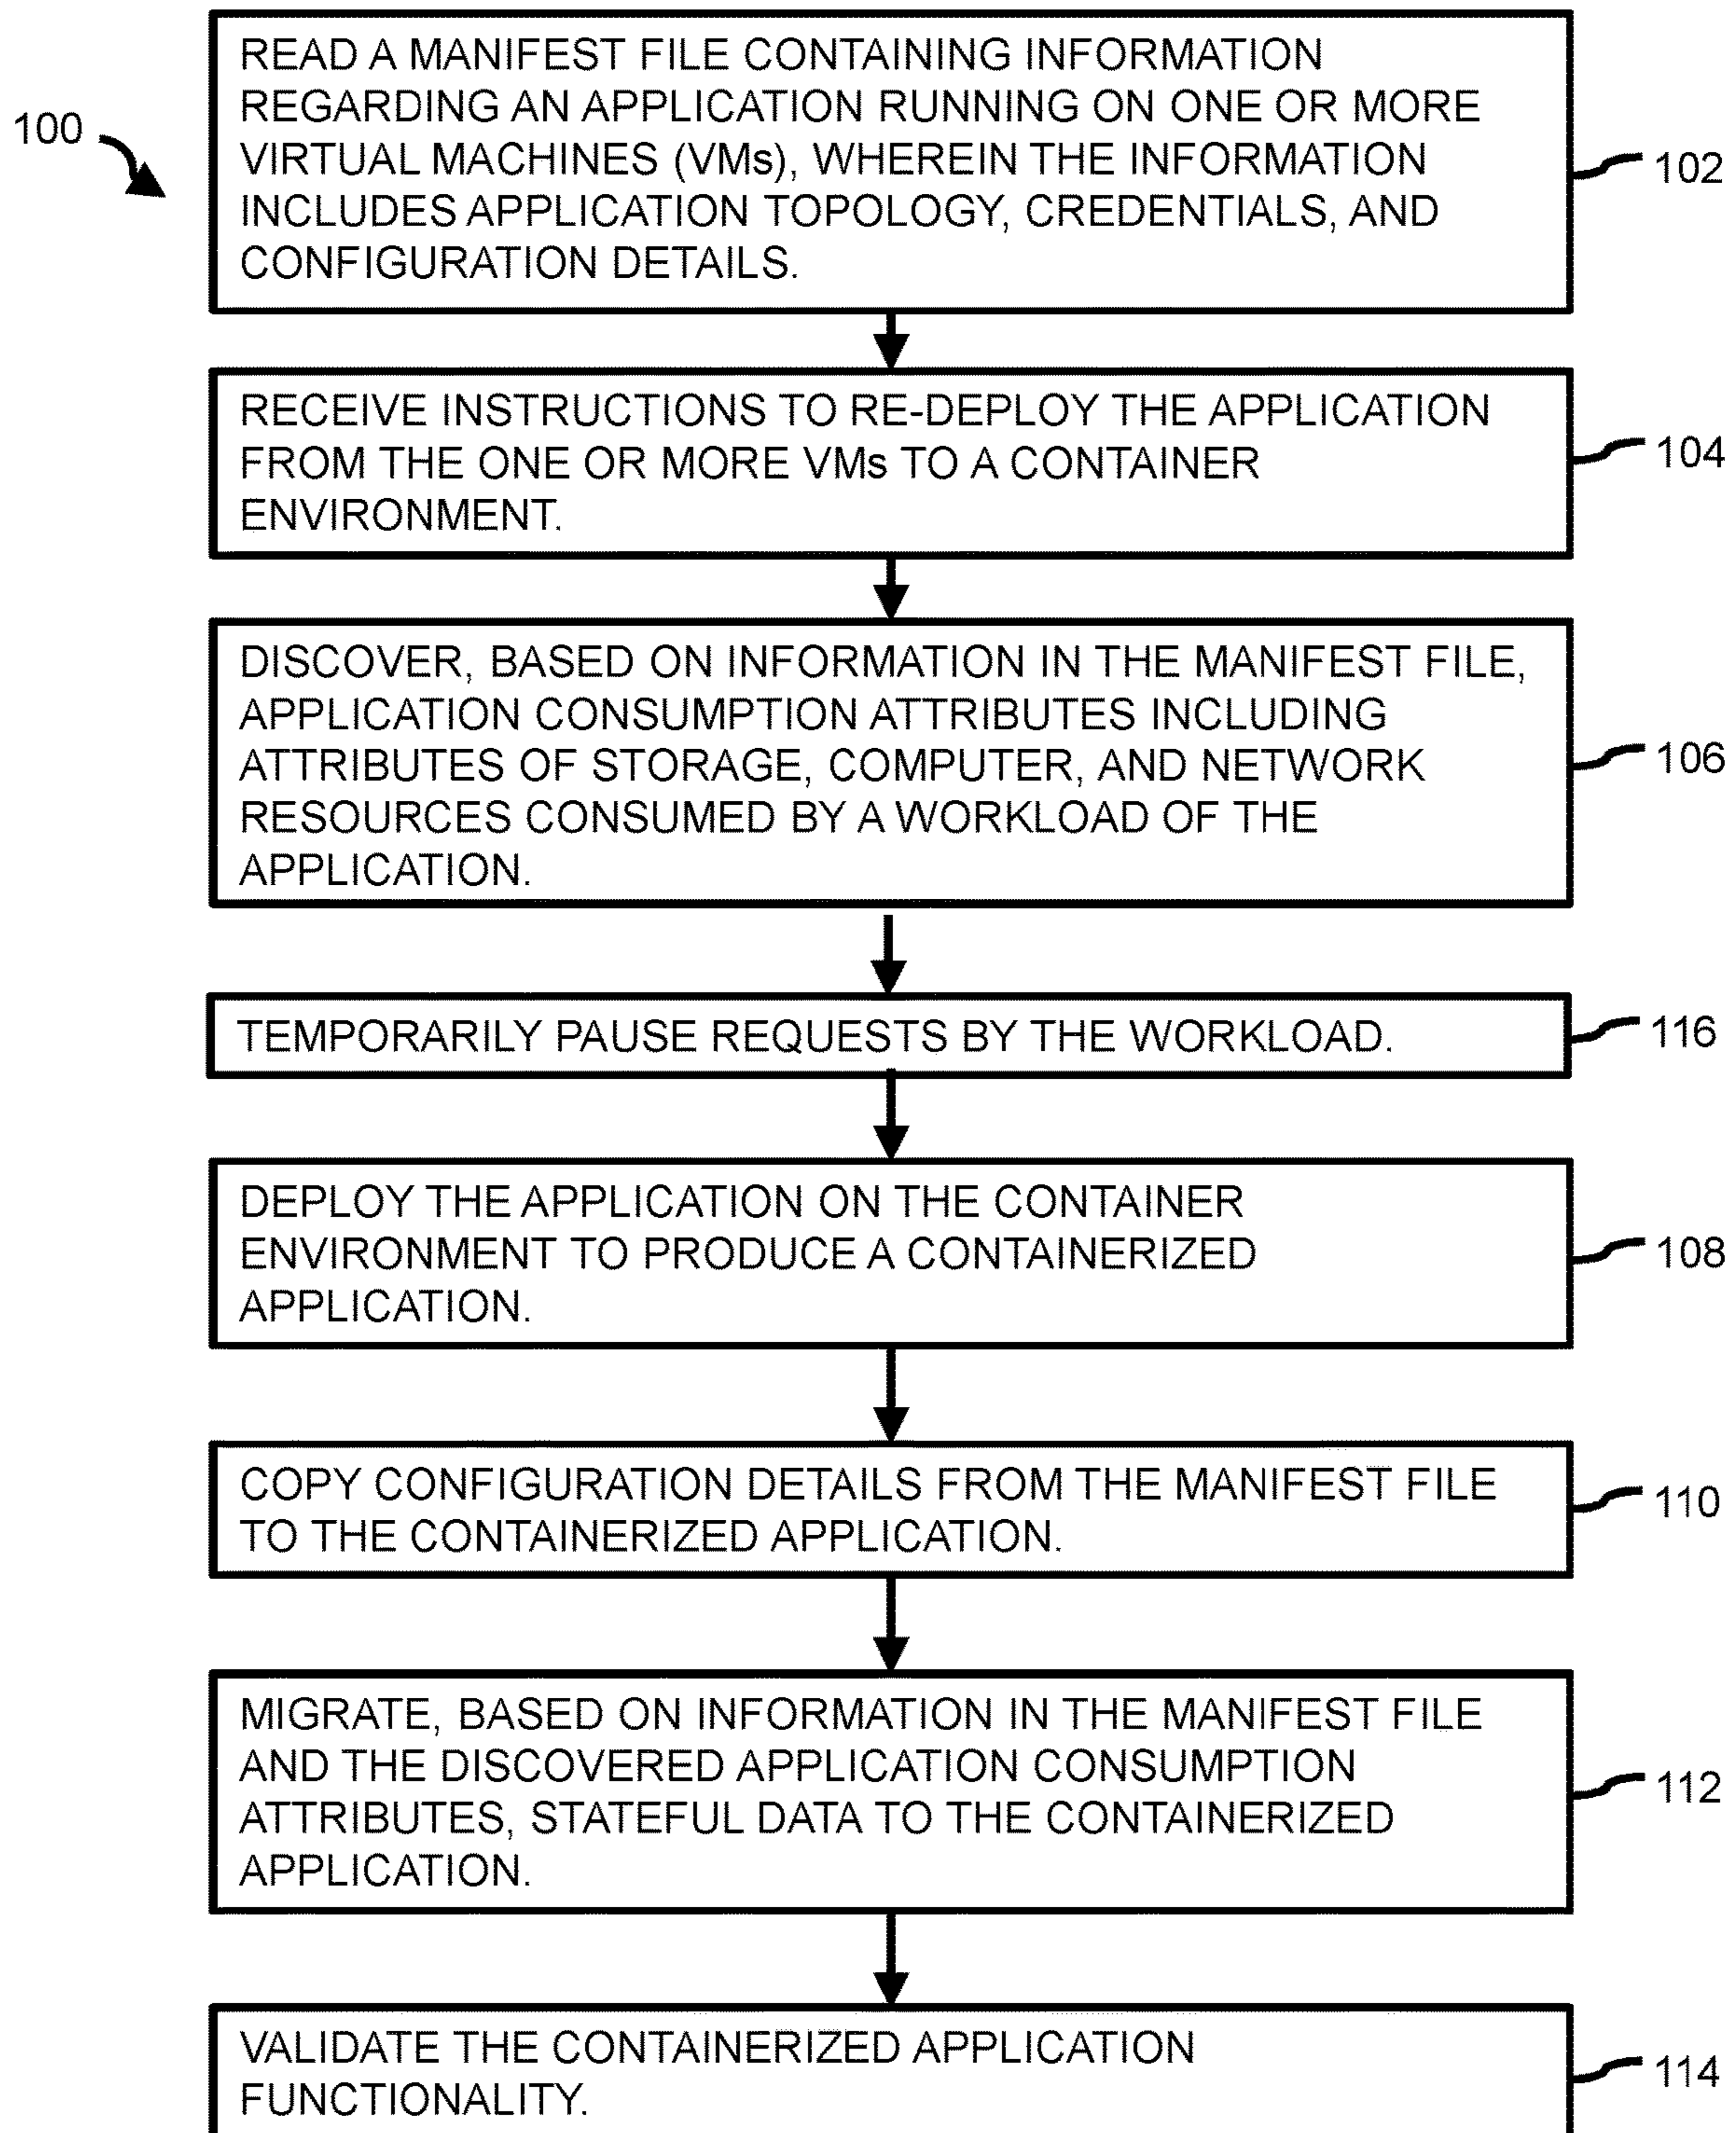 100
READ A MANIFEST FILE CONTAINING INFORMATION
REGARDING AN APPLICATION RUNNING ON ONE OR MORE
VIRTUAL MACHINES (VMs), WHEREIN THE INFORMATION
INCLUDES APPLICATION TOPOLOGY, CREDENTIALS, AND
CONFIGURATION DETAILS.
102
RECEIVE INSTRUCTIONS TO RE-DEPLOY THE APPLICATION
FROM THE ONE OR MORE VMs TO A CONTAINER
ENVIRONMENT.
104
DISCOVER, BASED ON INFORMATION IN THE MANIFEST FILE,
APPLICATION CONSUMPTION ATTRIBUTES INCLUDING
ATTRIBUTES OF STORAGE, COMPUTER, AND NETWORK
RESOURCES CONSUMED BY A WORKLOAD OF THE
APPLICATION.
106
TEMPORARILY PAUSE REQUESTS BY THE WORKLOAD.
116
DEPLOY THE APPLICATION ON THE CONTAINER
ENVIRONMENT TO PRODUCE A CONTAINERIZED
APPLICATION.
108
COPY CONFIGURATION DETAILS FROM THE MANIFEST FILE
TO THE CONTAINERIZED APPLICATION.
110
MIGRATE, BASED ON INFORMATION IN THE MANIFEST FILE
AND THE DISCOVERED APPLICATION CONSUMPTION
ATTRIBUTES, STATEFUL DATA TO THE CONTAINERIZED
APPLICATION.
112
VALIDATE THE CONTAINERIZED APPLICATION
FUNCTIONALITY.
114